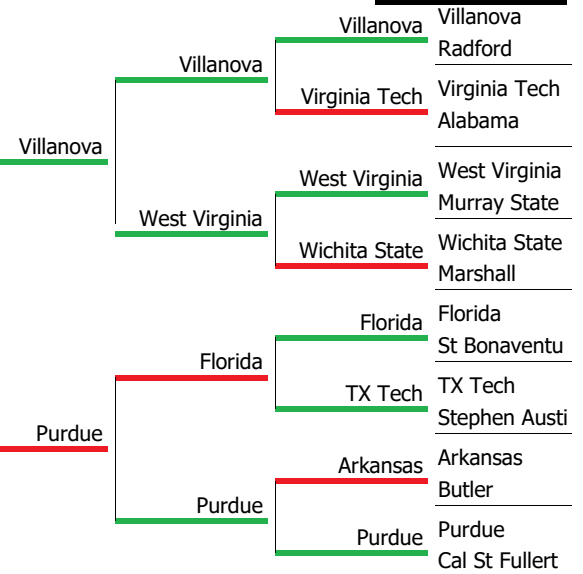 Villanova
Villanova
Radford
Villanova
Virginia Tech
Virginia Tech
Alabama
Villanova
West Virginia
West Virginia
Murray State
West Virginia
Wichita State
Wichita State
Marshall
Florida
Florida
St Bonaventu
Florida
TX Tech
TX Tech
Stephen Austi
Purdue
Arkansas
Arkansas
Butler
Purdue
Purdue
Purdue
Cal St Fullert